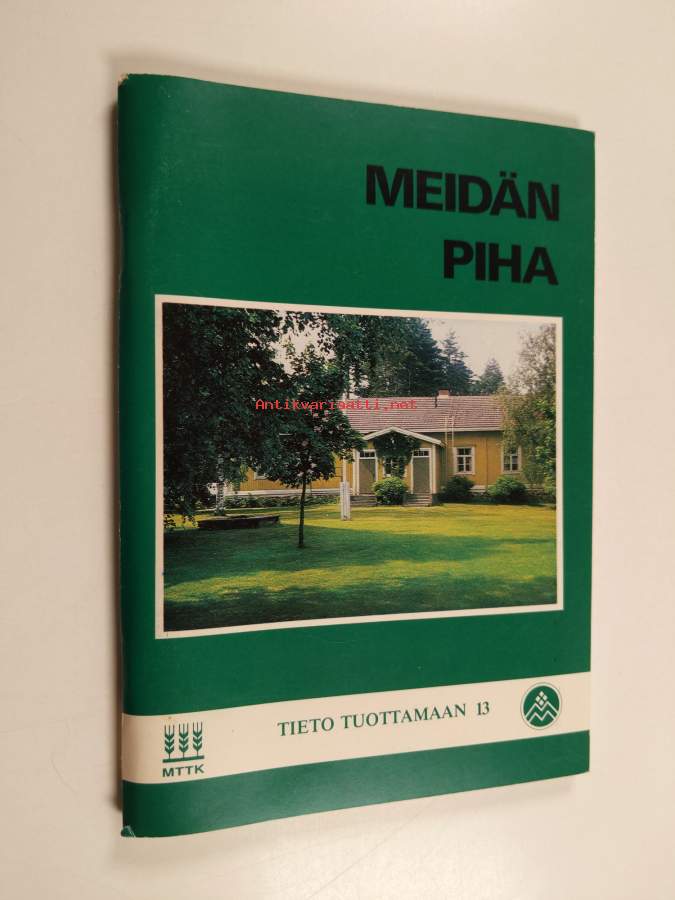 MEIDÄN
PIHA
Antikvariaatti.net
TIETO TUOTTAMAAN 13
MTTK